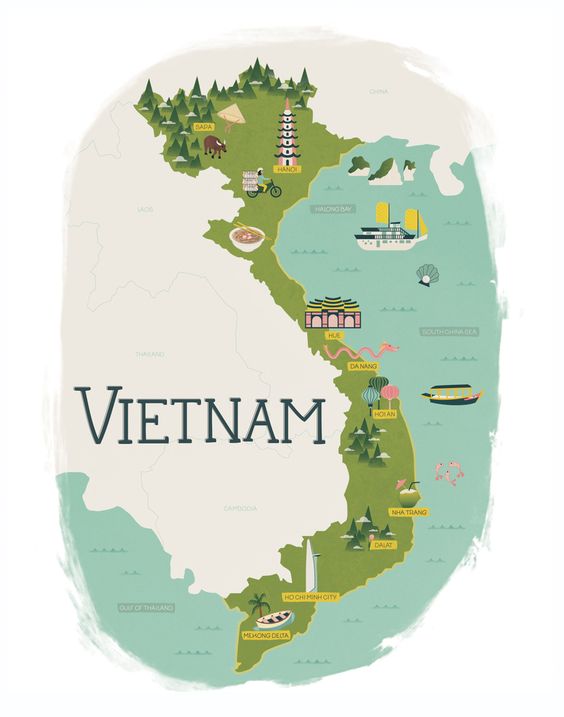 CHINA
SAPA
HANOI
LAOS
HALONG BAY
SOUTH CHINA SEA
HUE
THAILAND
DA NANG
VIETNAM
HOI AN
NHA TRANG
CAMBODIA
DALAT
HO CHI MINH CITY
GULF OF THAILAND
MEKONG DELTA